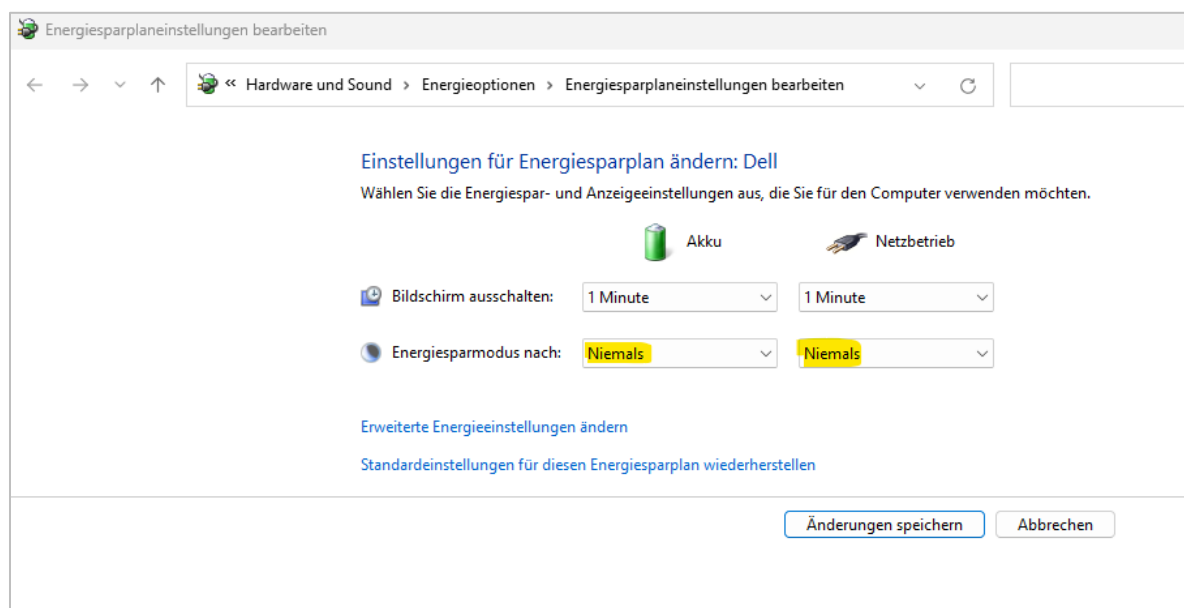 Energiesparplaneinstellungen bearbeiten
« Hardware und Sound > Energieoptionen > Energiesparplaneinstellungen bearbeiten
Einstellungen für Energiesparplan ändern: Dell
Wählen Sie die Energiespar- und Anzeigeeinstellungen aus, die Sie für den Computer verwenden möchten.
Akku Netzbetrieb
Bildschirm ausschalten: 1 Minute 1 Minute
Energiesparmodus nach: Niemals Niemals
Erweiterte Energieeinstellungen ändern
Standardeinstellungen für diesen Energiesparplan wiederherstellen
Änderungen speichern Abbrechen